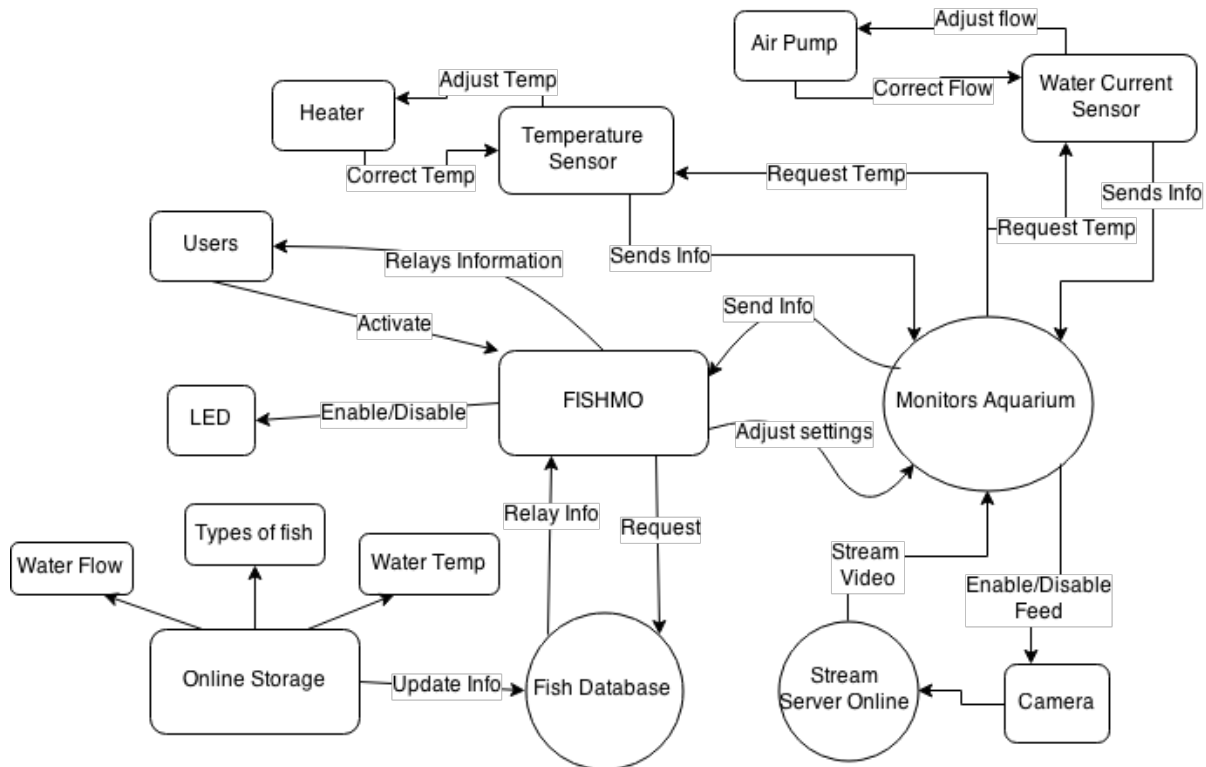 Adjust flow
Air Pump
Adjust Temp
Correct Flow
Water Current
Sensor
Heater
Temperature
Sensor
Correct Temp
Request Temp
Sends Info
Request Temp
Users
Relays Information
Sends Info
Activate
Send Info
FISHMO
Monitors Aquarium
LED
Enable/Disable
Adjust settings
Relay Info
Request
Types of fish
Water Flow
Water Temp
Stream
Video
Enable/Disable
Feed
Online Storage
Update Info
Fish Database
Stream
Server Online
Camera